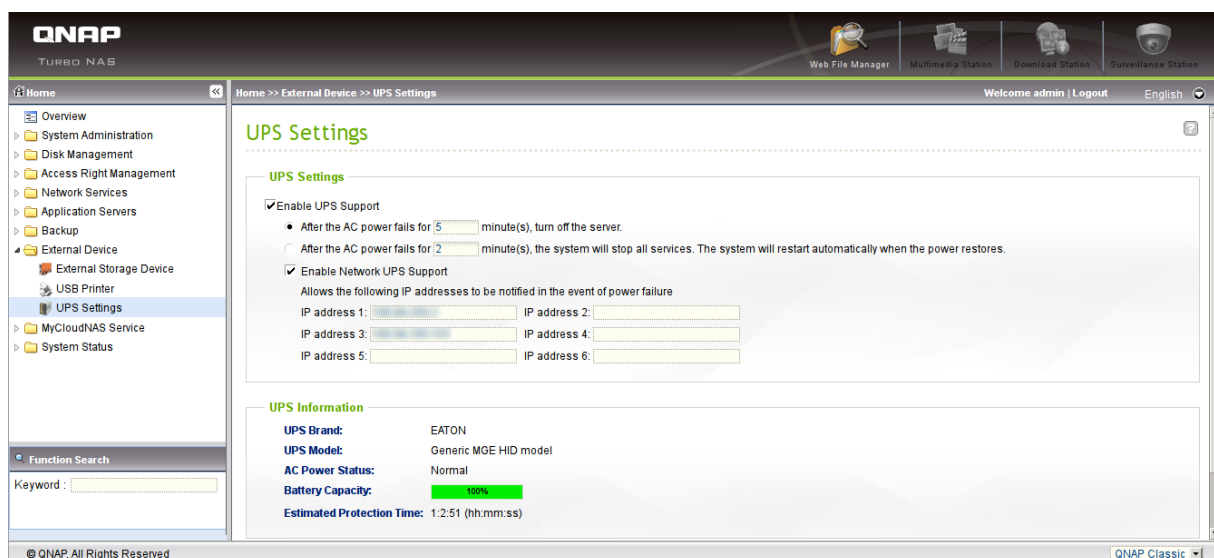 QNAP
TURBO NAS
Web File Manager
Multimedia Station
Download Station
Surveillance Station
Home
Home >> External Device >> UPS Settings
Welcome admin | Logout
English
Overview
System Administration
Disk Management
Access Right Management
Network Services
Application Servers
Backup
External Device
External Storage Device
USB Printer
UPS Settings
MyCloudNAS Service
System Status
Function Search
Keyword :
UPS Settings
?
UPS Settings
Enable UPS Support
After the AC power fails for 5 minute(s), turn off the server.
After the AC power fails for 2 minute(s), the system will stop all services. The system will restart automatically when the power restores.
Enable Network UPS Support
Allows the following IP addresses to be notified in the event of power failure
IP address 1: IP address 2:
IP address 3: IP address 4:
IP address 5: IP address 6:
UPS Information
UPS Brand: EATON
UPS Model: Generic MGE HID model
AC Power Status: Normal
Battery Capacity: 100%
Estimated Protection Time: 1:2:51 (hh:mm:ss)
© QNAP, All Rights Reserved
QNAP Classic